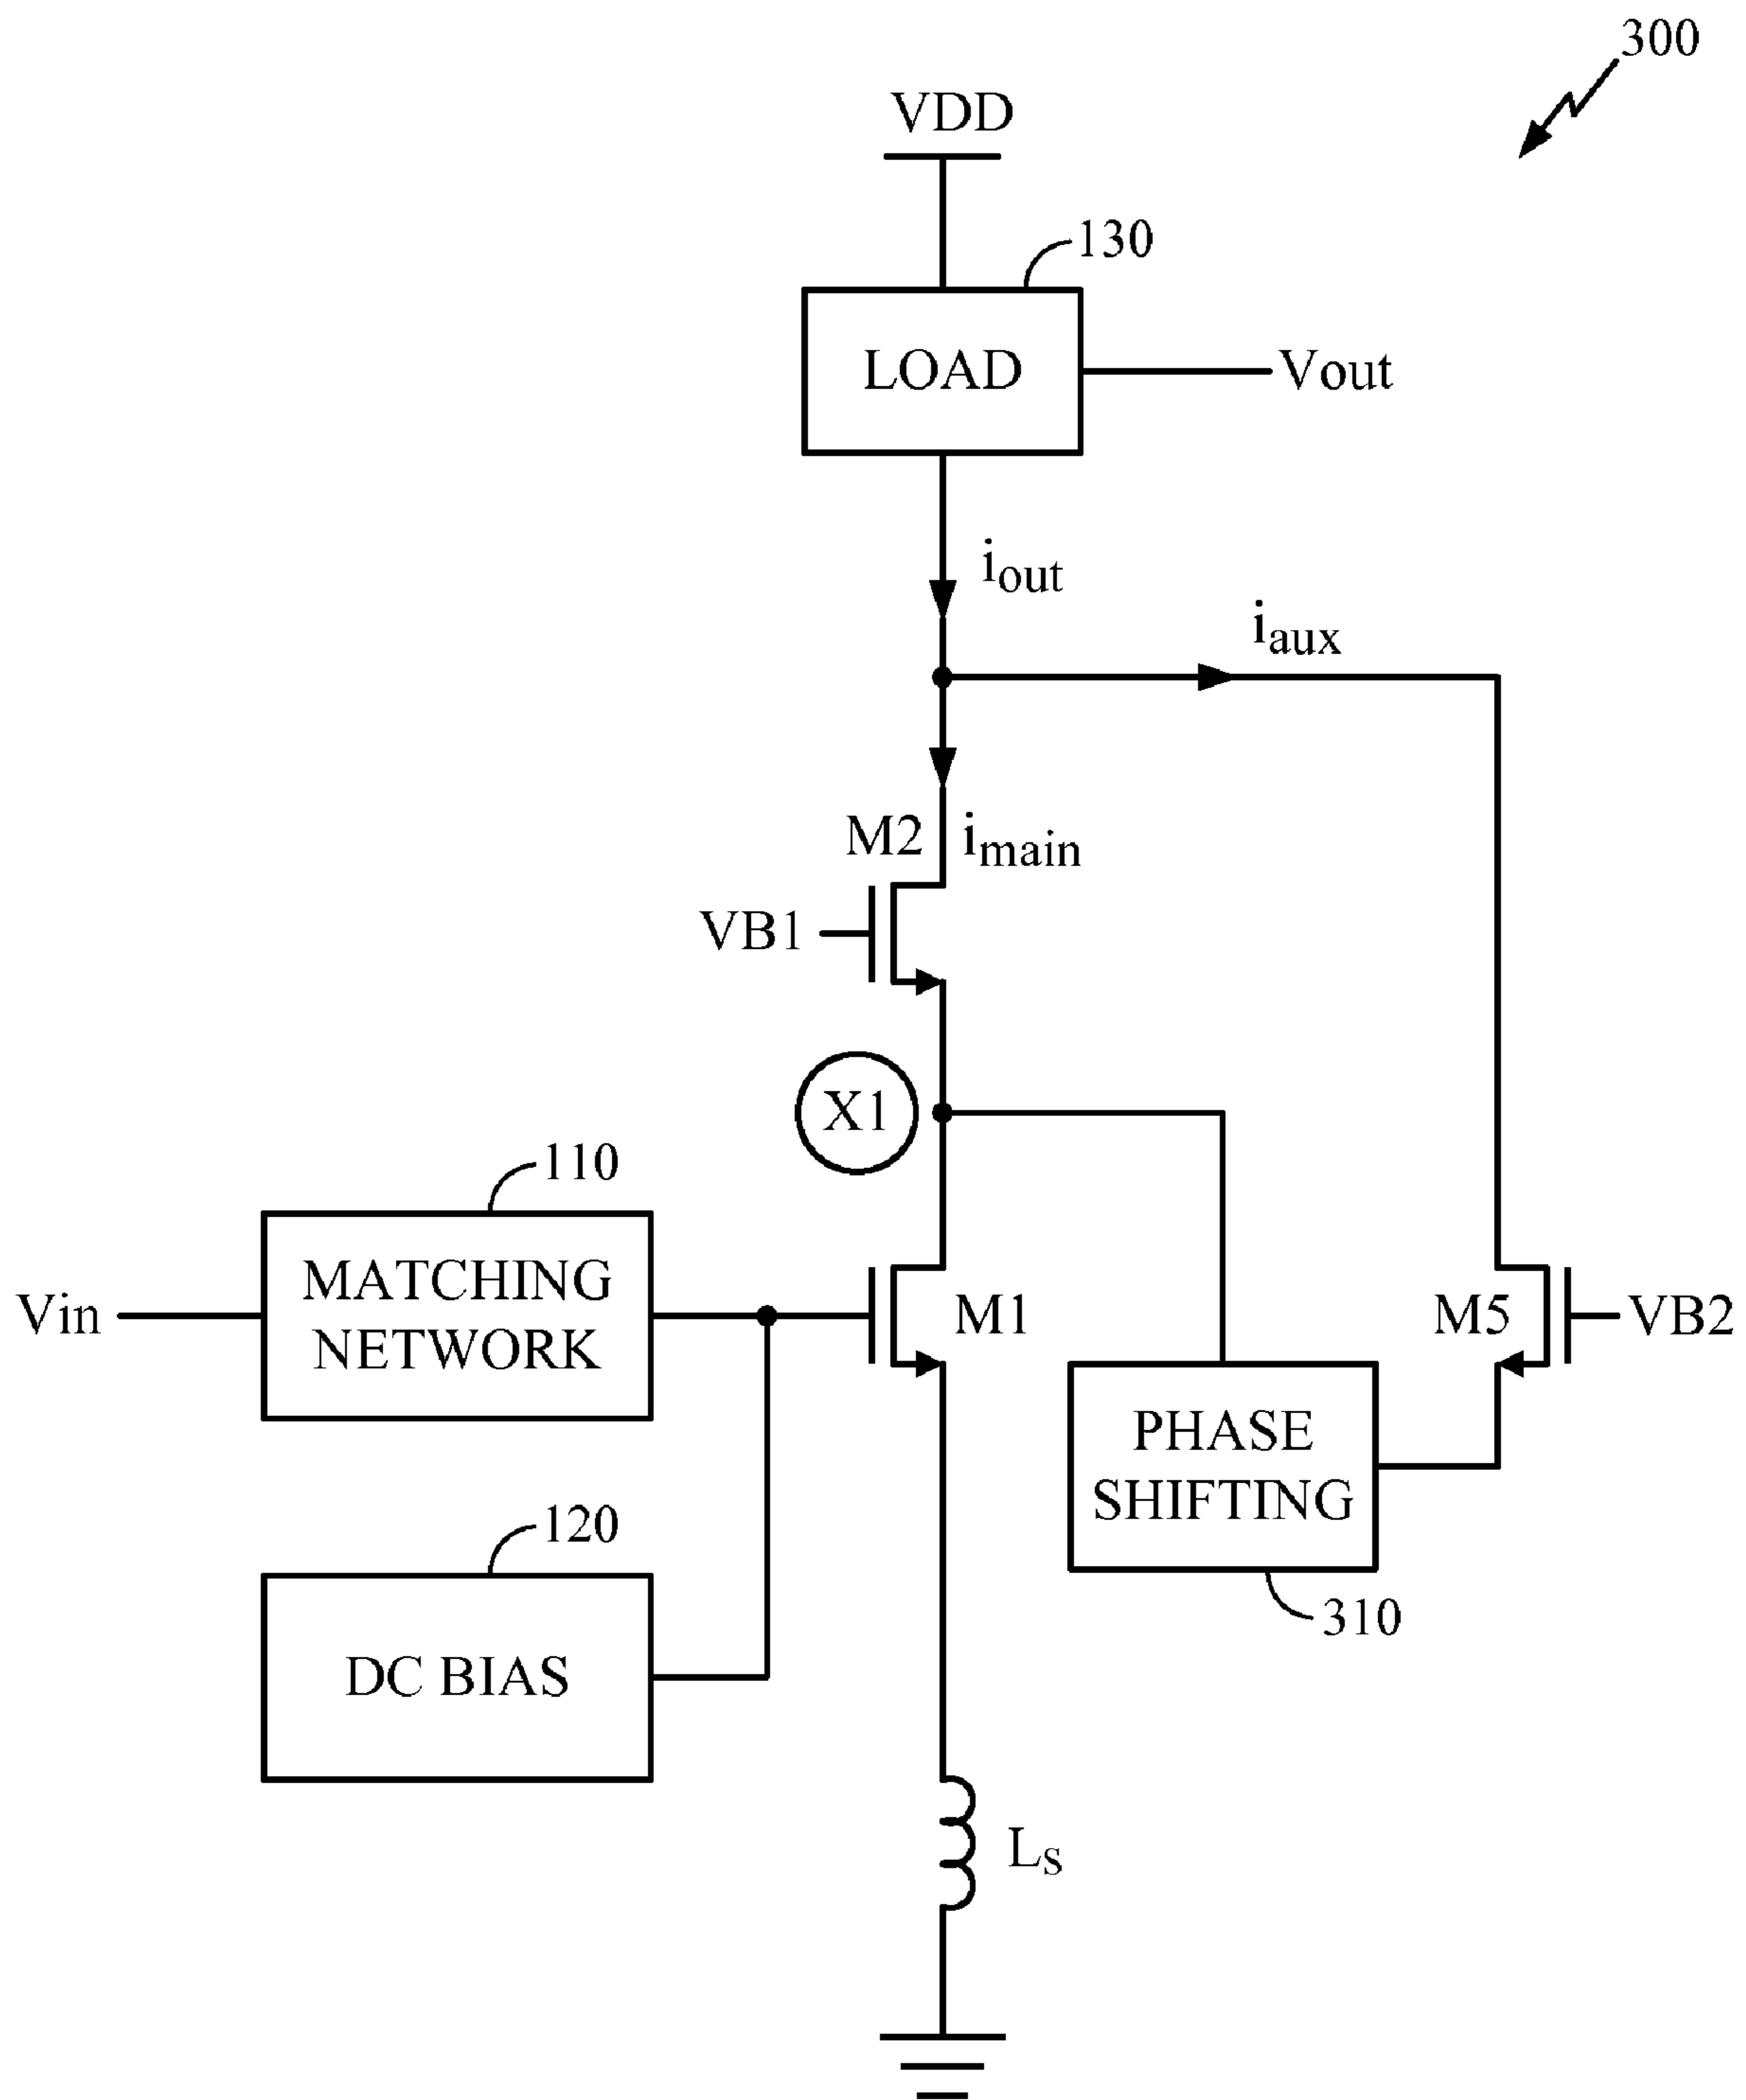 300
VDD
130
LOAD
Vout
iout
iaux
M2
imain
VB1
X1
110
MATCHING
NETWORK
Vin
M1
M5
VB2
PHASE
SHIFTING
310
120
DC BIAS
LS